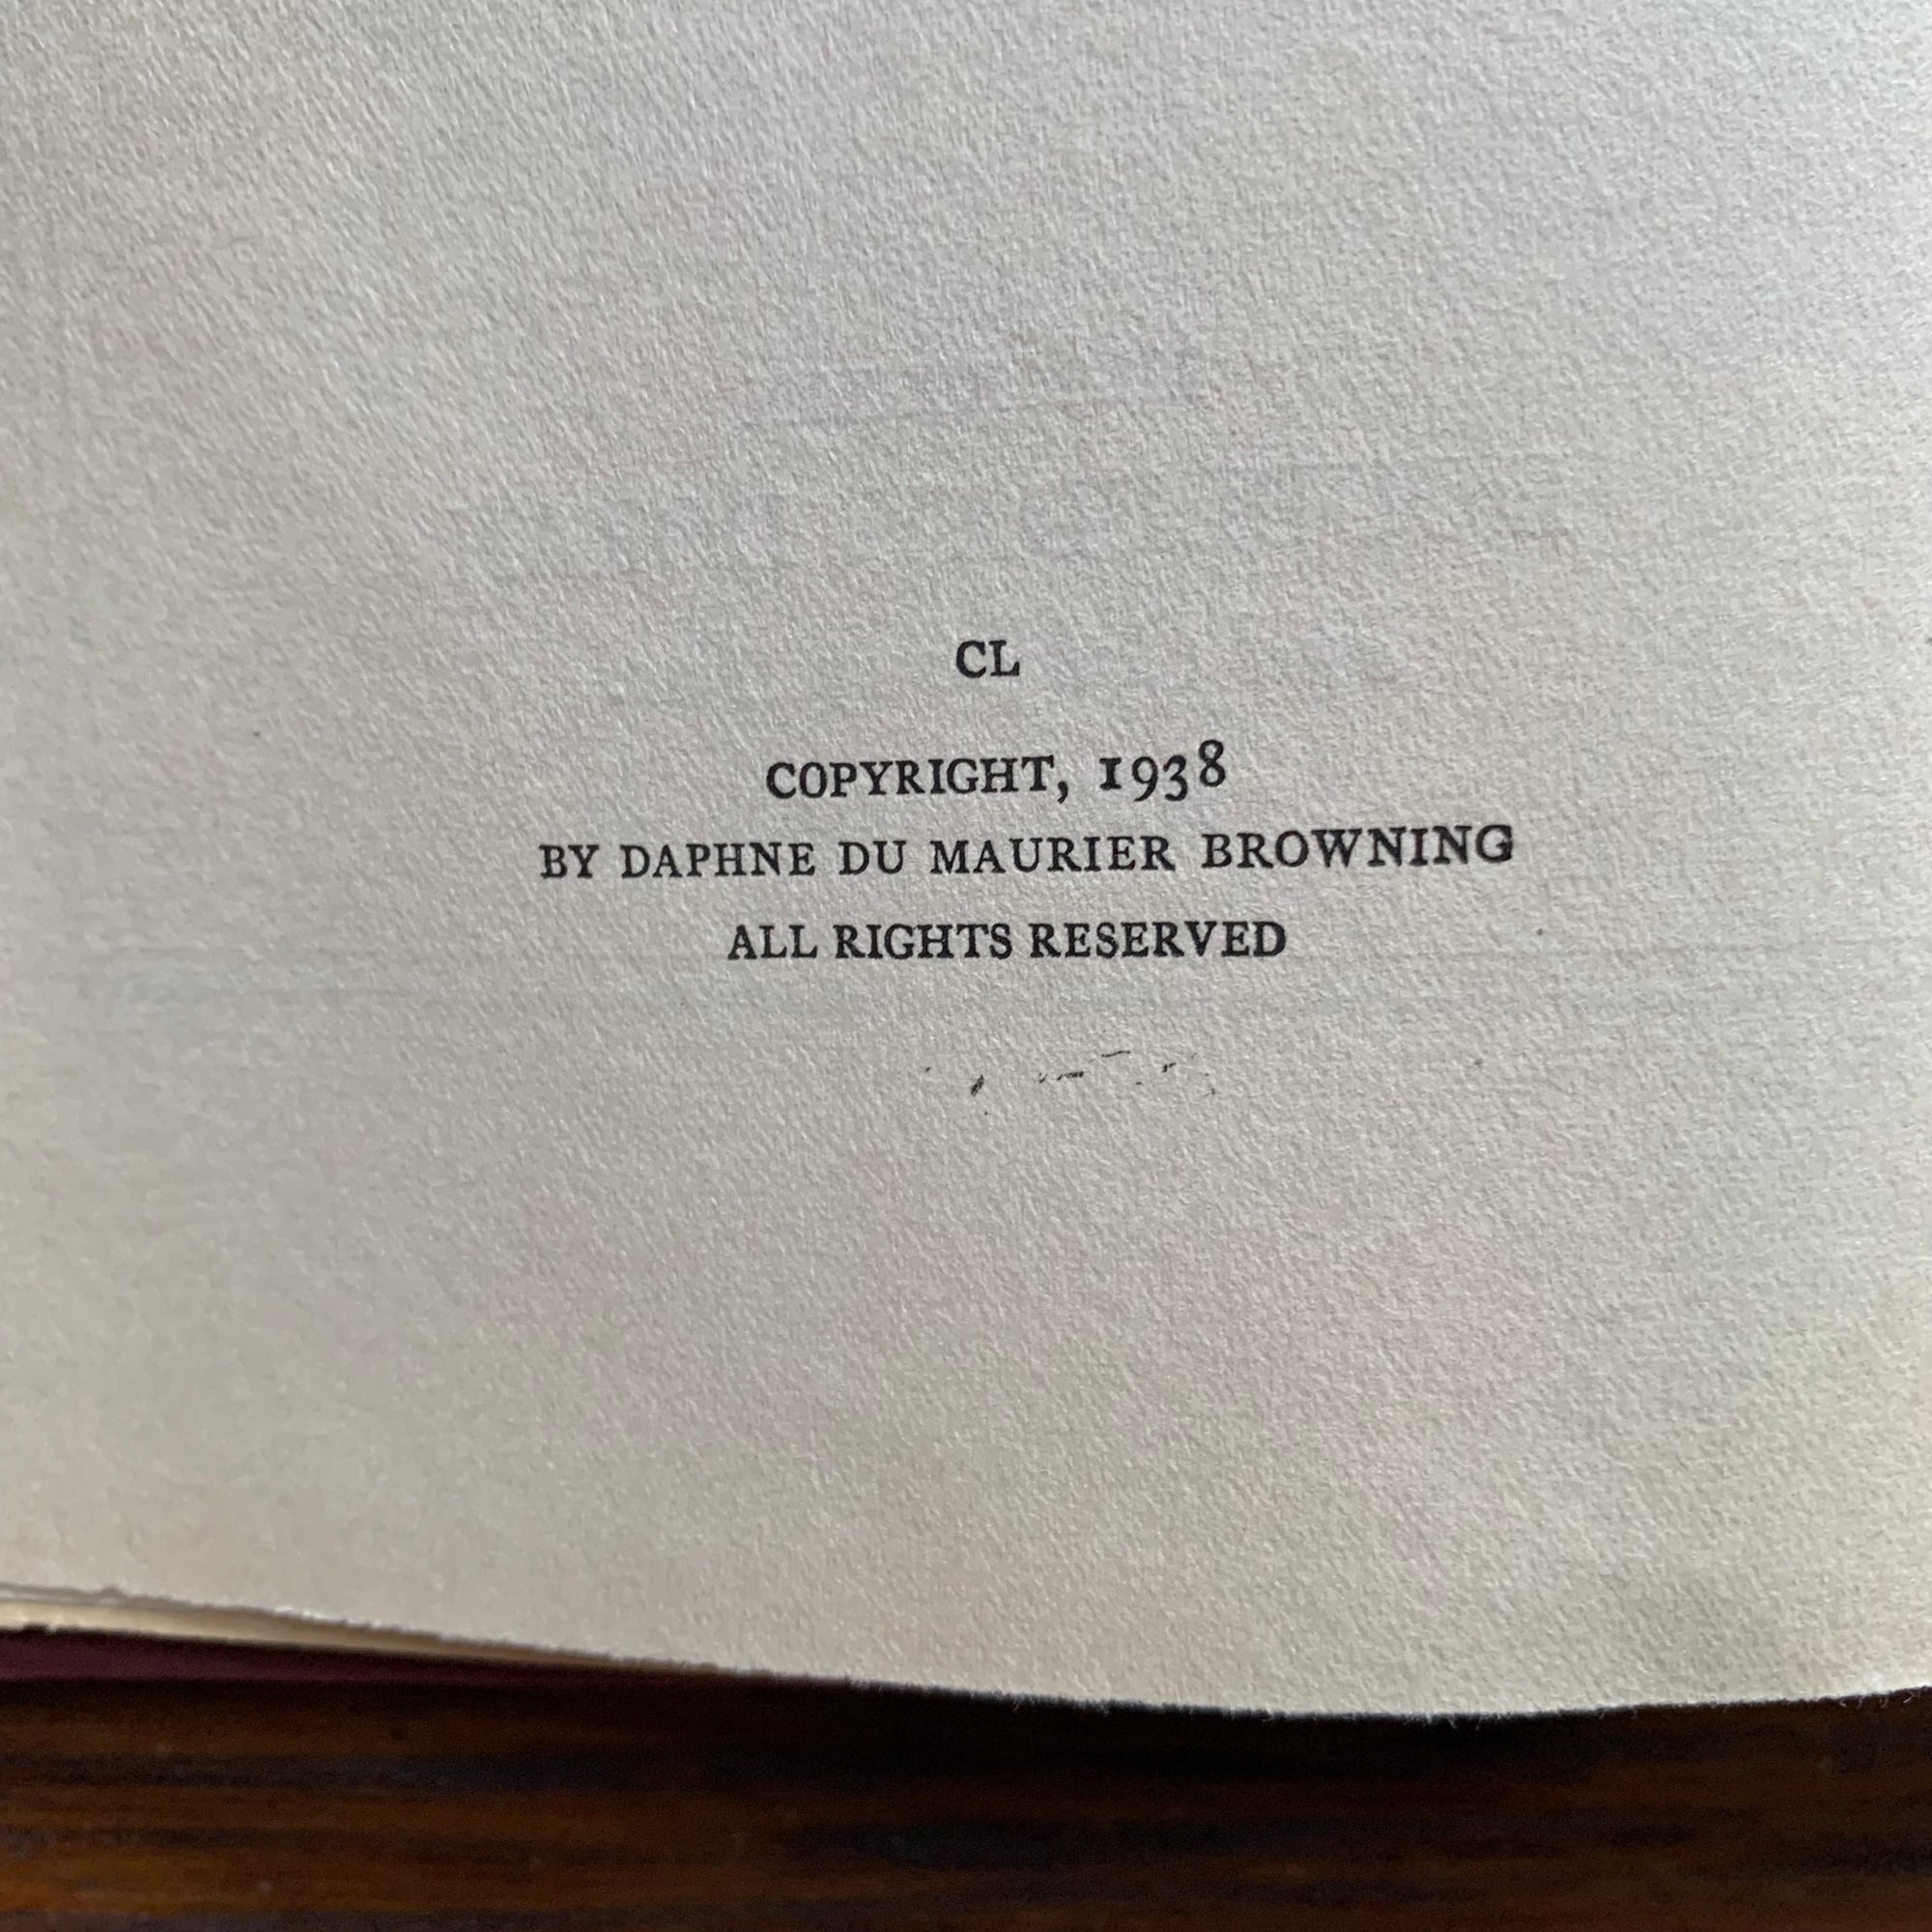 CL
COPYRIGHT, 1938
BY DAPHNE DU MAURIER BROWNING
ALL RIGHTS RESERVED